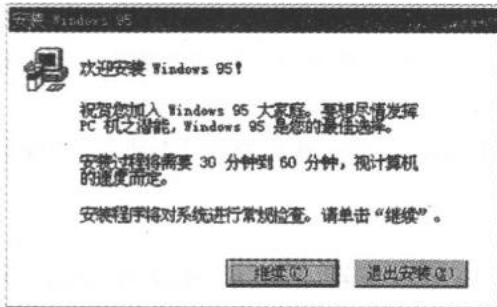 安装 Windows 95
欢迎安装 Windows 95!
祝贺您加入 Windows 95 大家庭。要想尽情发挥
PC 机之潜能,Windows 95 是您的最佳选择。
安装过程将需要 30 分钟到 60 分钟,视计算机
的速度而定。
安装程序将对系统进行常规检查。请单击“继续”。
继续(C)
退出安装(X)